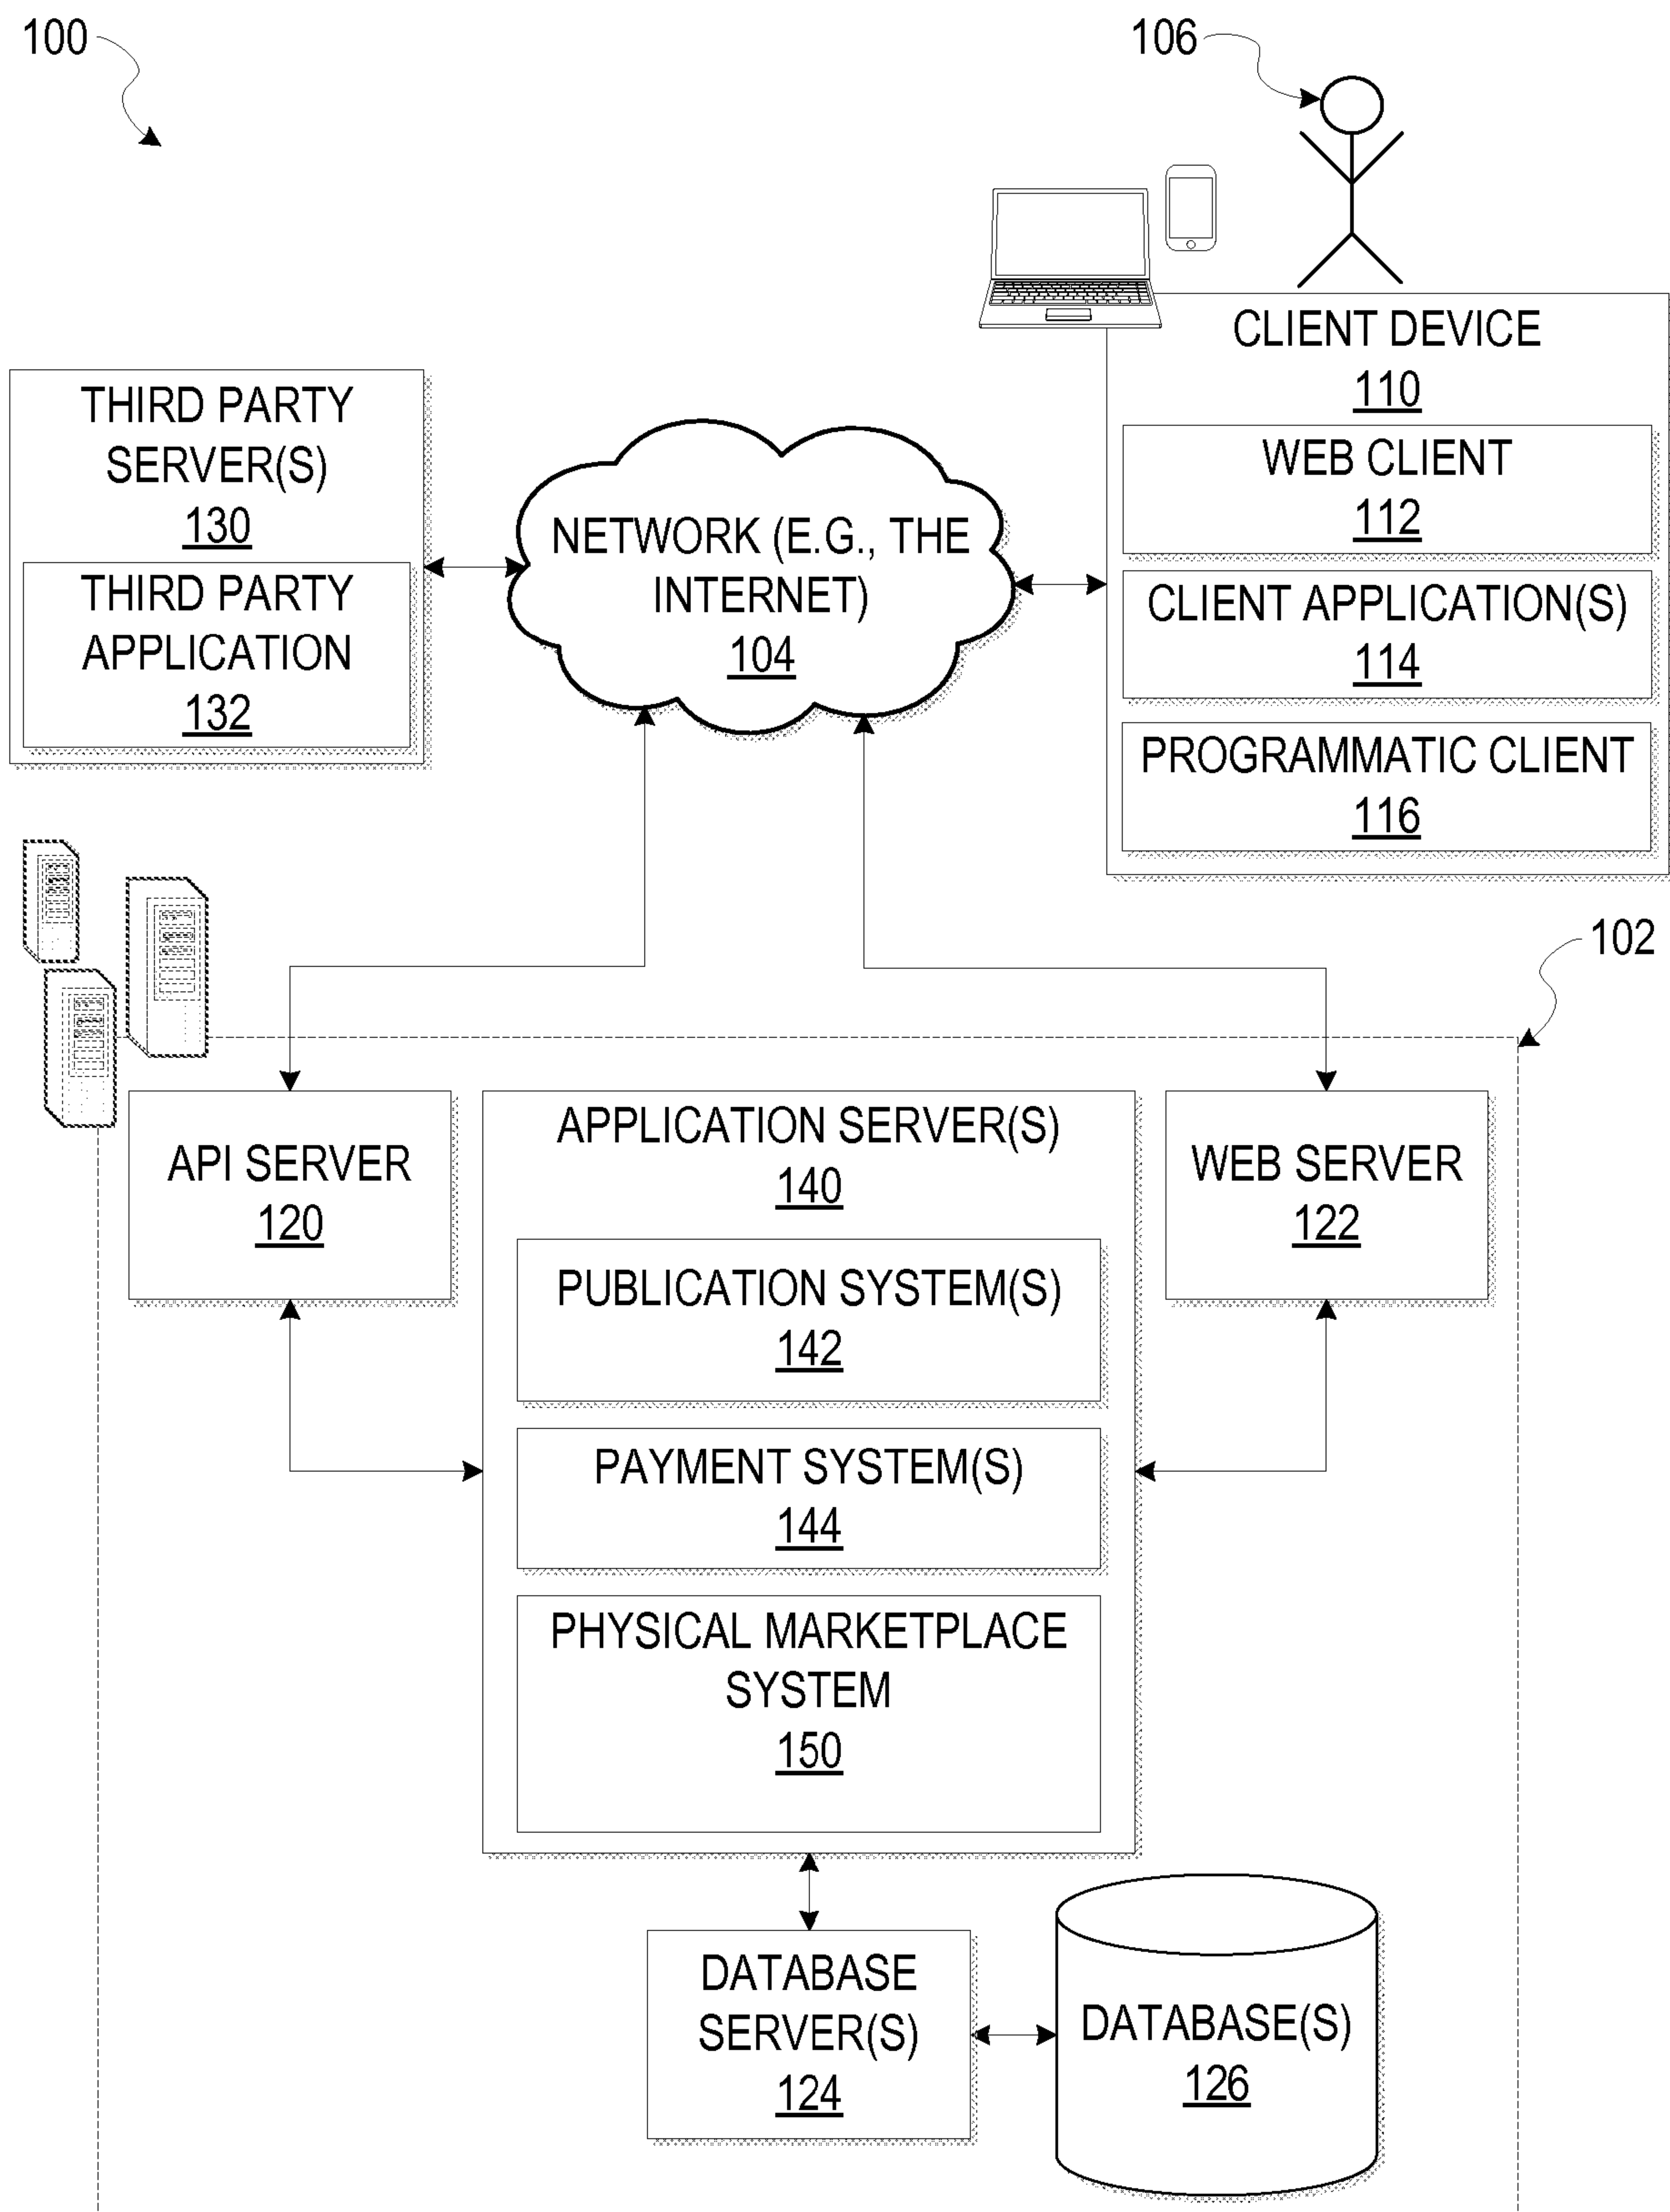 100
106
CLIENT DEVICE
110
WEB CLIENT
112
CLIENT APPLICATION(S)
114
PROGRAMMATIC CLIENT
116
THIRD PARTY
SERVER(S)
130
THIRD PARTY
APPLICATION
132
NETWORK (E.G., THE
INTERNET)
104
102
API SERVER
120
APPLICATION SERVER(S)
140
PUBLICATION SYSTEM(S)
142
PAYMENT SYSTEM(S)
144
PHYSICAL MARKETPLACE
SYSTEM
150
WEB SERVER
122
DATABASE
SERVER(S)
124
DATABASE(S)
126